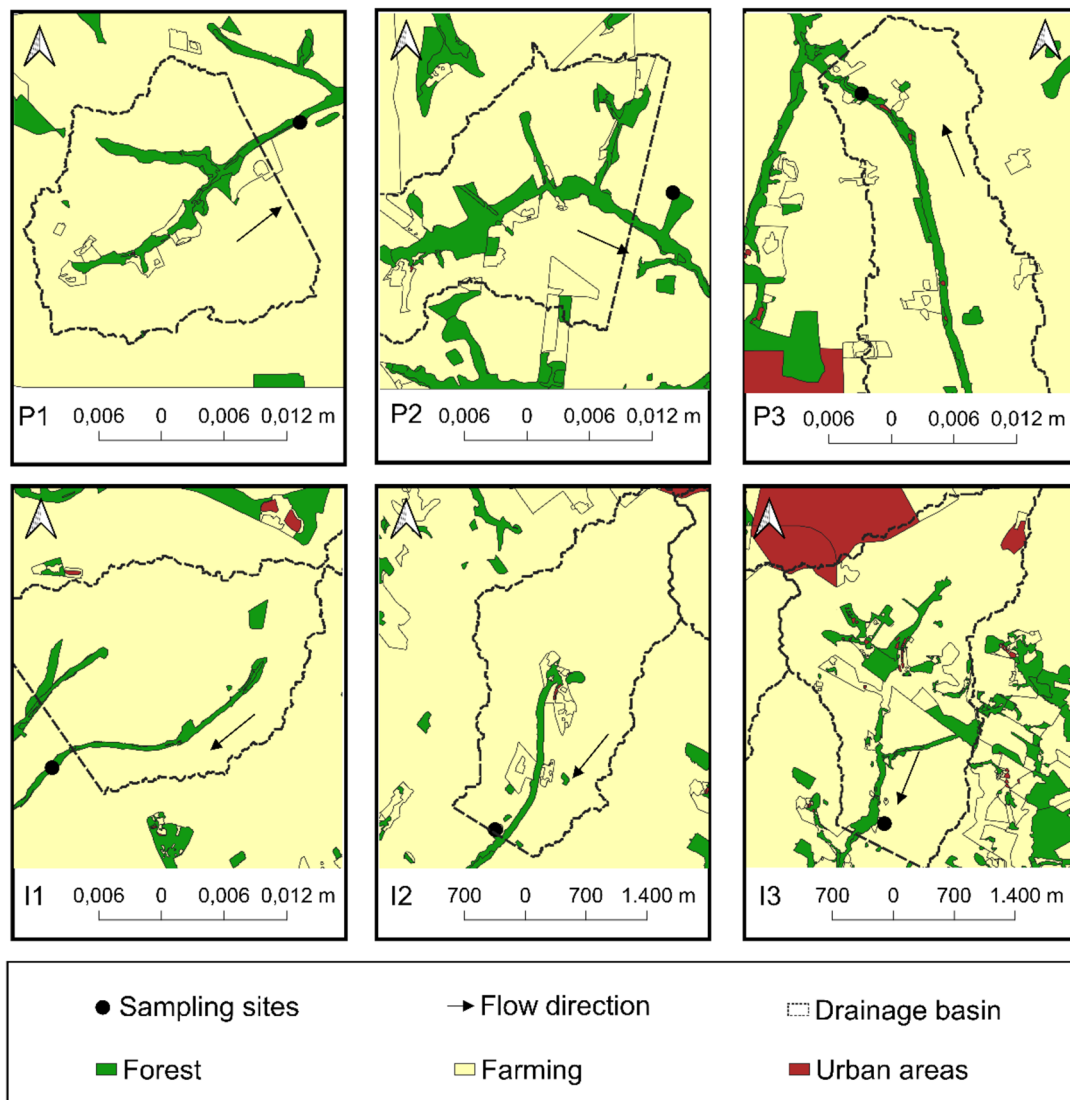 P1 0,006 0 0,006 0,012 m
P2 0,006 0 0,006 0,012 m
P3 0,006 0 0,006 0,012 m
I1 0,006 0 0,006 0,012 m
I2 700 0 700 1.400 m
I3 700 0 700 1.400 m
Sampling sites Flow direction Drainage basin
Forest Farming Urban areas